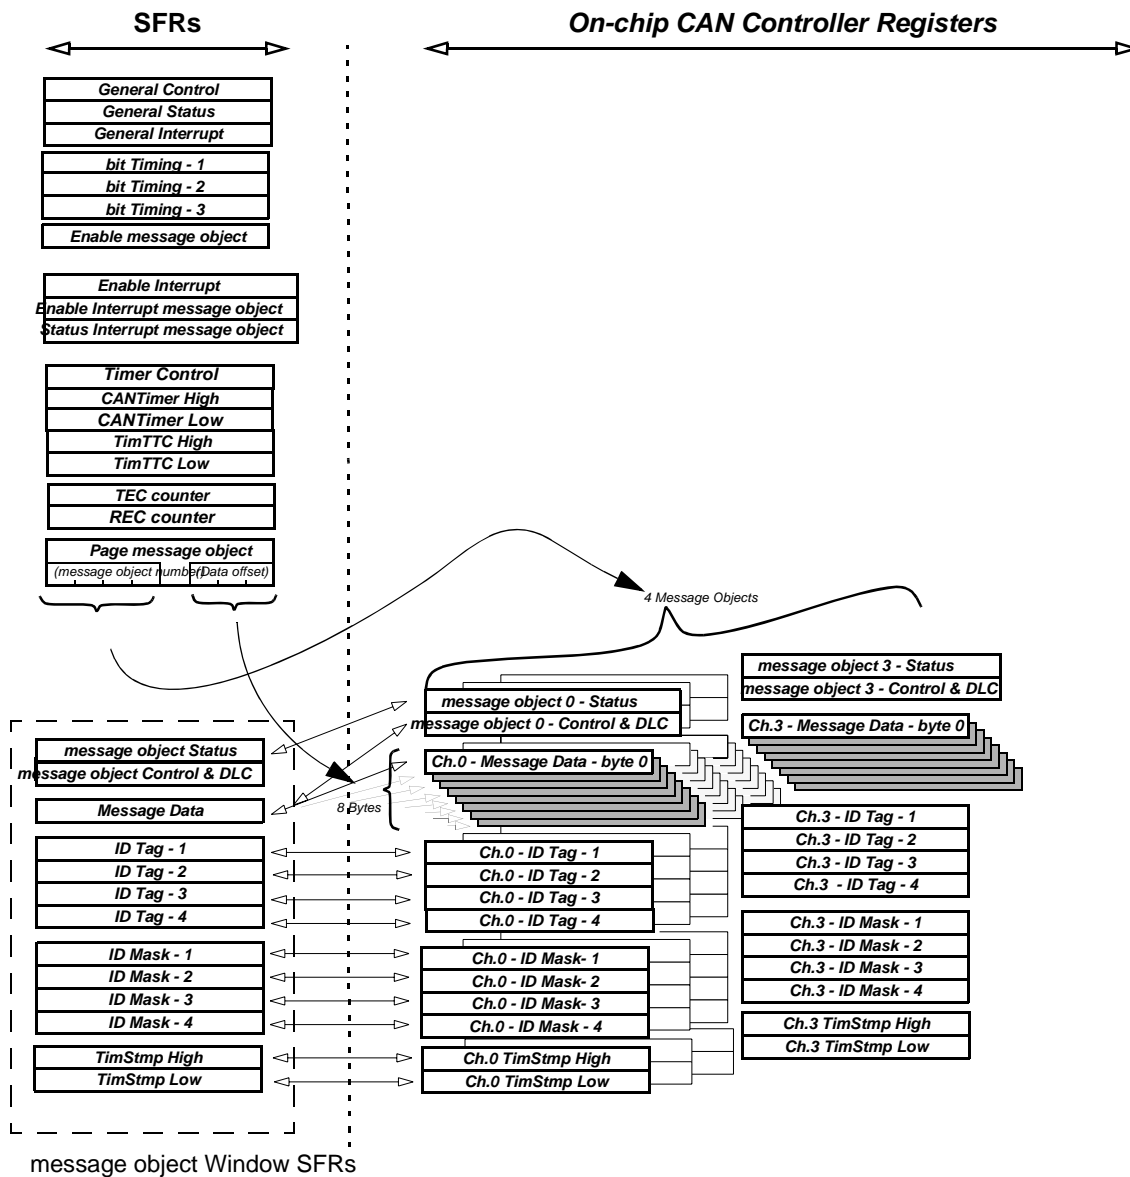 SFRs
On-chip CAN Controller Registers
General Control
General Status
General Interrupt
bit Timing - 1
bit Timing - 2
bit Timing - 3
Enable message object
Enable Interrupt
Enable Interrupt message object
Status Interrupt message object
Timer Control
CANTimer High
CANTimer Low
TimTTC High
TimTTC Low
TEC counter
REC counter
Page message object
(message object number)
(Data offset)
4 Message Objects
message object 3 - Status
message object 3 - Control & DLC
Ch.3 - Message Data - byte 0
Ch.3 - ID Tag - 1
Ch.3 - ID Tag - 2
Ch.3 - ID Tag - 3
Ch.3 - ID Tag - 4
Ch.3 - ID Mask - 1
Ch.3 - ID Mask - 2
Ch.3 - ID Mask - 3
Ch.3 - ID Mask - 4
Ch.3 TimStmp High
Ch.3 TimStmp Low
message object 0 - Status
message object 0 - Control & DLC
Ch.0 - Message Data - byte 0
8 Bytes
Ch.0 - ID Tag - 1
Ch.0 - ID Tag - 2
Ch.0 - ID Tag - 3
Ch.0 - ID Tag - 4
Ch.0 - ID Mask- 1
Ch.0 - ID Mask- 2
Ch.0 - ID Mask- 3
Ch.0 - ID Mask - 4
Ch.0 TimStmp High
Ch.0 TimStmp Low
message object Status
message object Control & DLC
Message Data
ID Tag - 1
ID Tag - 2
ID Tag - 3
ID Tag - 4
ID Mask - 1
ID Mask - 2
ID Mask - 3
ID Mask - 4
TimStmp High
TimStmp Low
message object Window SFRs